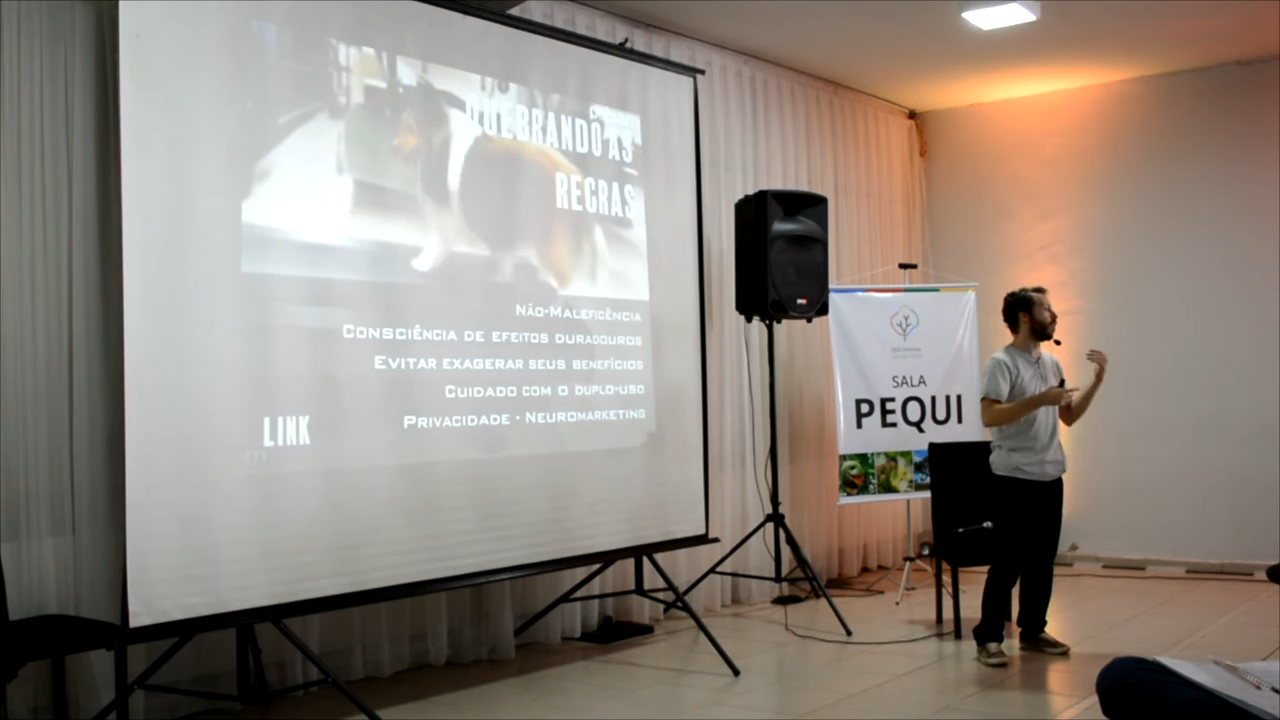 QUEBRANDO AS
REGRAS
NÃO-MALEFICÊNCIA
CONSCIÊNCIA DE EFEITOS DURADOUROS
EVITAR EXAGERAR SEUS BENEFÍCIOS
CUIDADO COM O DUPLO-USO
PRIVACIDADE - NEUROMARKETING
LINK
SALA
PEQUI